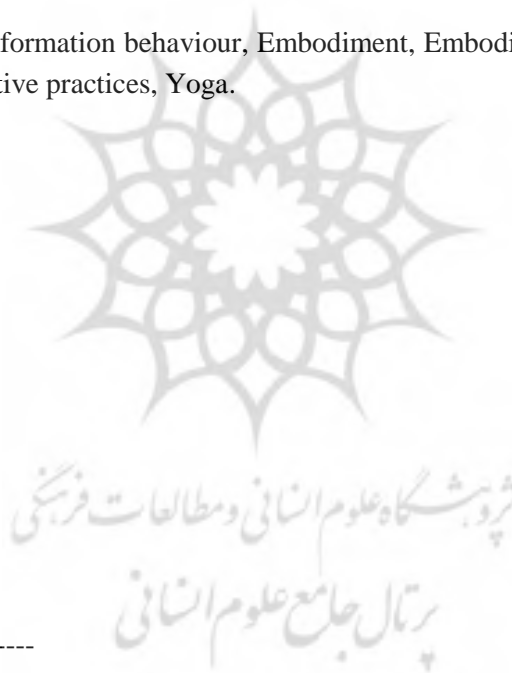 formation behaviour, Embodiment, Embodi
tive practices, Yoga.
پژوهشگاه علوم انسانی و مطالعات فرهنگی
پرتال جامع علوم انسانی
----